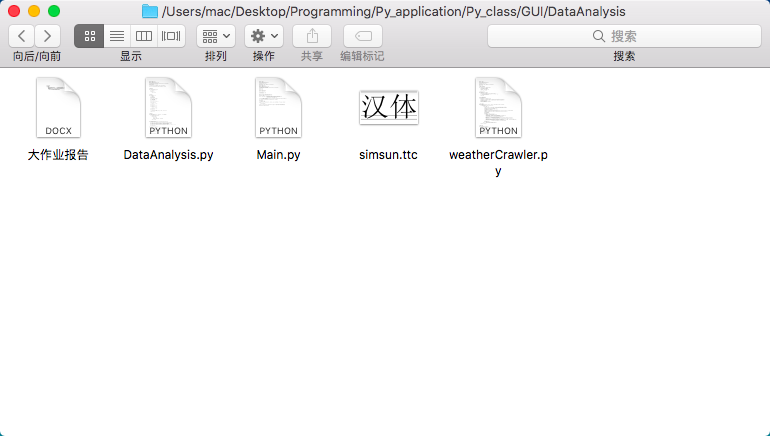 /Users/mac/Desktop/Programming/Py_application/Py_class/GUI/DataAnalysis
搜索
向后/向前 显示 排列 操作 共享 编辑标记 搜索
DOCX PYTHON PYTHON 汉体 PYTHON
大作业报告 DataAnalysis.py Main.py simsun.ttc weatherCrawler.p
y